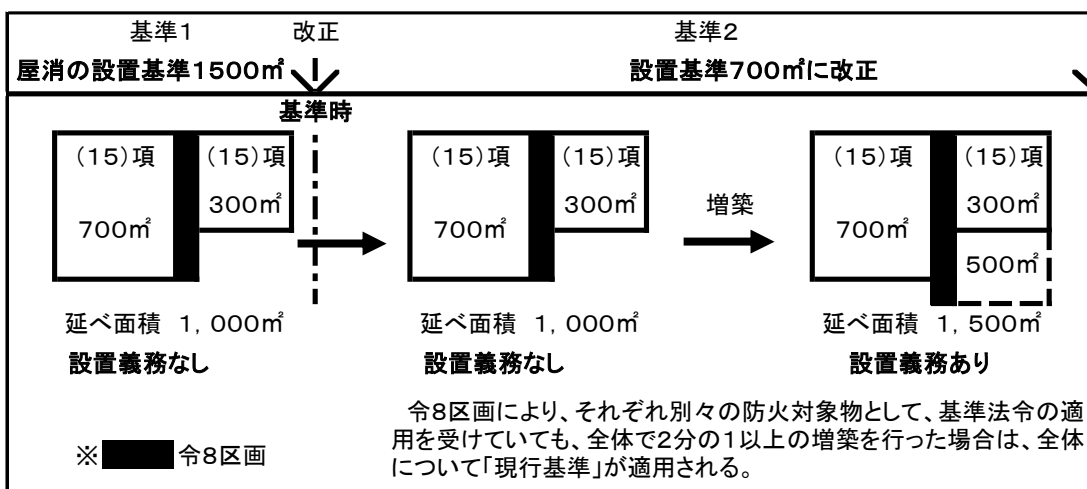 基準1 改正 基準2
屋消の設置基準1500㎡ 設置基準700㎡に改正
基準時
(15)項 (15)項 (15)項 (15)項 (15)項 (15)項
300㎡ 300㎡ 増築 300㎡
700㎡ 700㎡ 700㎡
500㎡
延べ面積 1,000㎡ 延べ面積 1,000㎡ 延べ面積 1,500㎡
設置義務なし 設置義務なし 設置義務あり
令8区画により、それぞれ別々の防火対象物として、基準法令の適
用を受けていても、全体で2分の1以上の増築を行った場合は、全体
について「現行基準」が適用される。
※ 令8区画